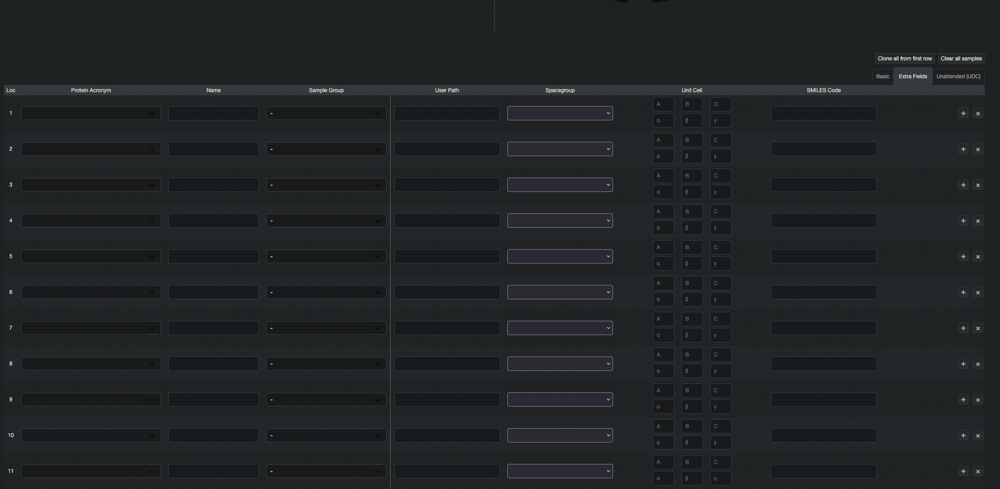 Clone all from first row Clear all samples
Basic Extra Fields Unattended (UDC)
Loc Protein Acronym Name Sample Group User Path Spacegroup Unit Cell SMILES Code
A B C
1 -
α β γ
A B C
2 -
α β γ
A B C
3 -
α β γ
A B C
4 -
α β γ
A B C
5 -
α β γ
A B C
6 -
α β γ
A B C
7 -
α β γ
A B C
8 -
α β γ
A B C
9 -
α β γ
A B C
10 -
α β γ
A B C
11 -
α β γ